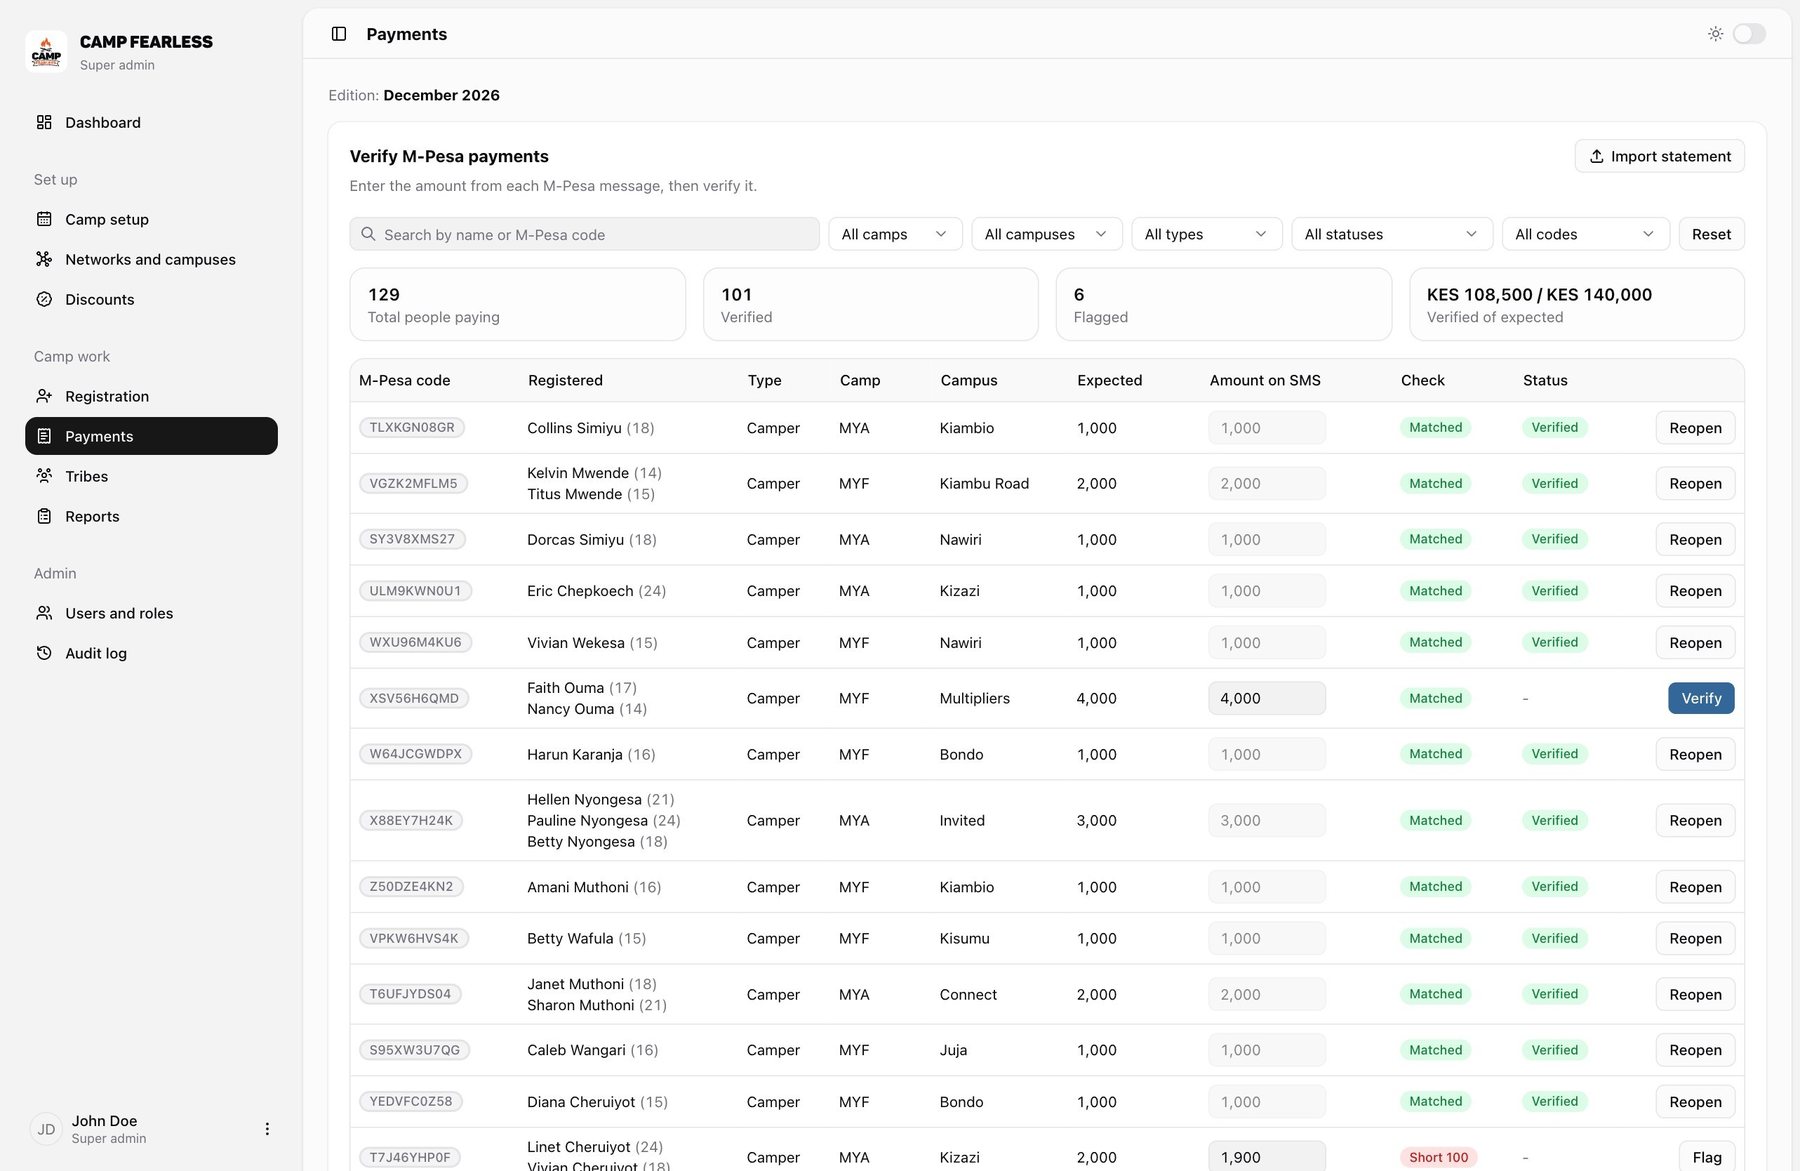 CAMP FEARLESS
Super admin
Dashboard
Set up
Camp setup
Networks and campuses
Discounts
Camp work
Registration
Payments
Tribes
Reports
Admin
Users and roles
Audit log
JD
John Doe
Super admin
Payments
Edition: December 2026
Verify M-Pesa payments
Import statement
Enter the amount from each M-Pesa message, then verify it.
Search by name or M-Pesa code
All camps
All campuses
All types
All statuses
All codes
Reset
129
Total people paying
101
Verified
6
Flagged
KES 108,500 / KES 140,000
Verified of expected
M-Pesa code Registered Type Camp Campus Expected Amount on SMS Check Status
TLXKGN08GR Collins Simiyu (18) Camper MYA Kiambio 1,000 1,000 Matched Verified Reopen
VGZK2MFLM5 Kelvin Mwende (14) Camper MYF Kiambu Road 2,000 2,000 Matched Verified Reopen
Titus Mwende (15)
SY3V8XMS27 Dorcas Simiyu (18) Camper MYA Nawiri 1,000 1,000 Matched Verified Reopen
ULM9KWN0U1 Eric Chepkoech (24) Camper MYA Kizazi 1,000 1,000 Matched Verified Reopen
WXU96M4KU6 Vivian Wekesa (15) Camper MYF Nawiri 1,000 1,000 Matched Verified Reopen
XSV56H6QMD Faith Ouma (17) Camper MYF Multipliers 4,000 4,000 Matched - Verify
Nancy Ouma (14)
W64JCGWDPX Harun Karanja (16) Camper MYF Bondo 1,000 1,000 Matched Verified Reopen
X88EY7H24K Hellen Nyongesa (21) Camper MYA Invited 3,000 3,000 Matched Verified Reopen
Pauline Nyongesa (24)
Betty Nyongesa (18)
Z50DZE4KN2 Amani Muthoni (16) Camper MYF Kiambio 1,000 1,000 Matched Verified Reopen
VPKW6HVS4K Betty Wafula (15) Camper MYF Kisumu 1,000 1,000 Matched Verified Reopen
T6UFJYDS04 Janet Muthoni (18) Camper MYA Connect 2,000 2,000 Matched Verified Reopen
Sharon Muthoni (21)
S95XW3U7QG Caleb Wangari (16) Camper MYF Juja 1,000 1,000 Matched Verified Reopen
YEDVFC0Z58 Diana Cheruiyot (15) Camper MYF Bondo 1,000 1,000 Matched Verified Reopen
T7J46YHP0F Linet Cheruiyot (24) Camper MYA Kizazi 2,000 1,900 Short 100 - Flag
Vivian Cheruiyot (18)